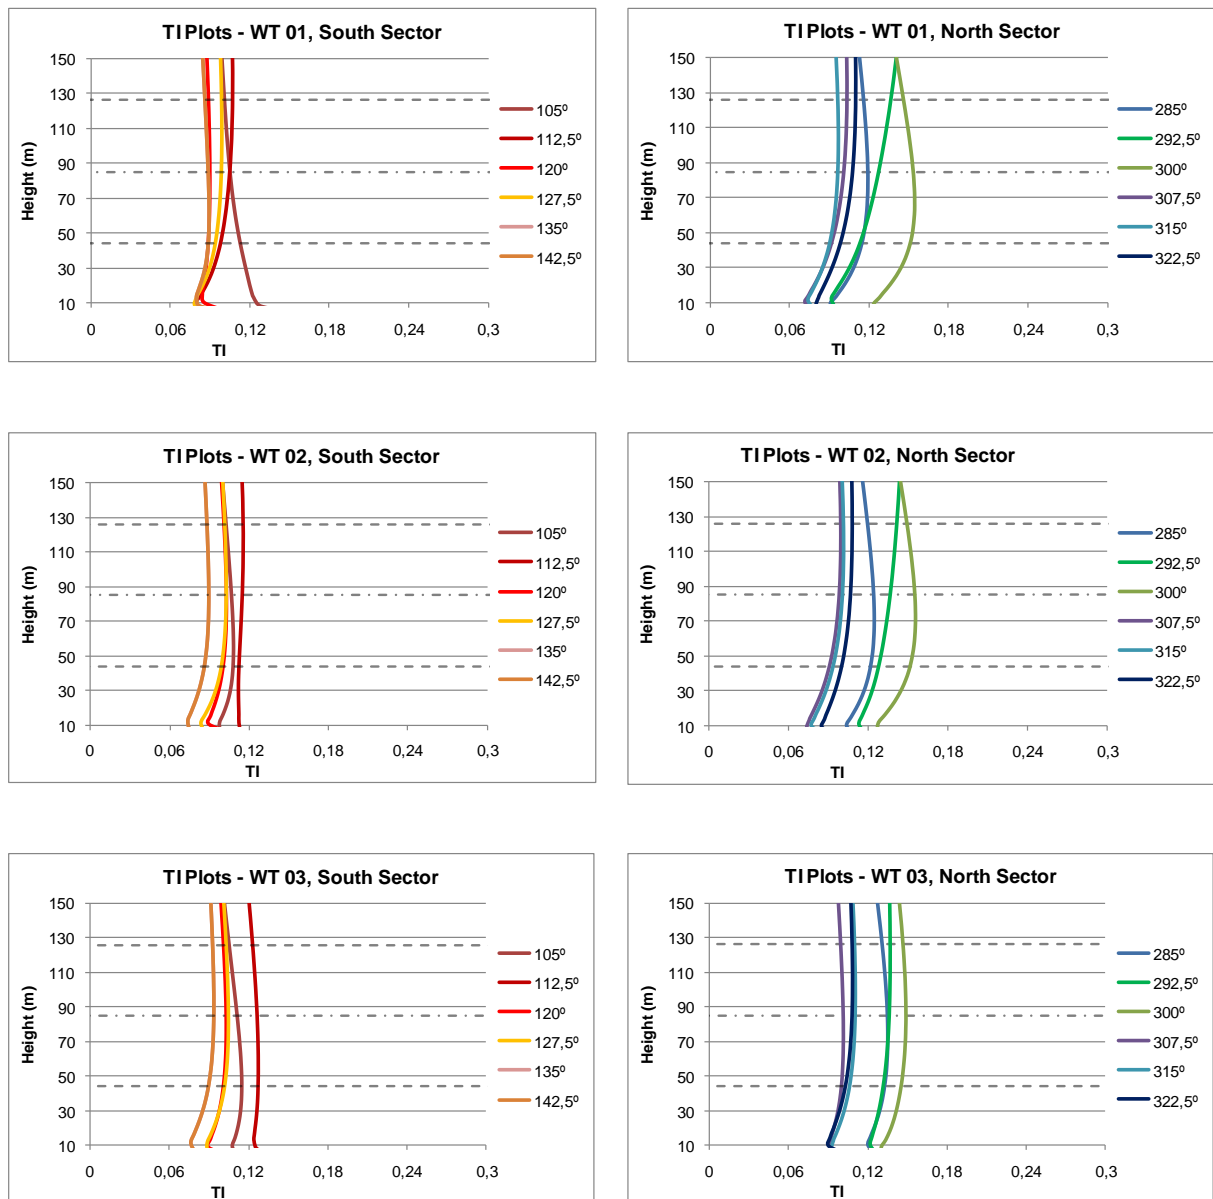 TI Plots - WT 01, South Sector
Height (m)
150
130
110
90
70
50
30
10
0
0,06
0,12
0,18
0,24
0,3
TI
105º
112,5º
120º
127,5º
135º
142,5º
TI Plots - WT 01, North Sector
Height (m)
150
130
110
90
70
50
30
10
0
0,06
0,12
0,18
0,24
0,3
TI
285º
292,5º
300º
307,5º
315º
322,5º
TI Plots - WT 02, South Sector
Height (m)
150
130
110
90
70
50
30
10
0
0,06
0,12
0,18
0,24
0,3
TI
105º
112,5º
120º
127,5º
135º
142,5º
TI Plots - WT 02, North Sector
Height (m)
150
130
110
90
70
50
30
10
0
0,06
0,12
0,18
0,24
0,3
TI
285º
292,5º
300º
307,5º
315º
322,5º
TI Plots - WT 03, South Sector
Height (m)
150
130
110
90
70
50
30
10
0
0,06
0,12
0,18
0,24
0,3
TI
105º
112,5º
120º
127,5º
135º
142,5º
TI Plots - WT 03, North Sector
Height (m)
150
130
110
90
70
50
30
10
0
0,06
0,12
0,18
0,24
0,3
TI
285º
292,5º
300º
307,5º
315º
322,5º